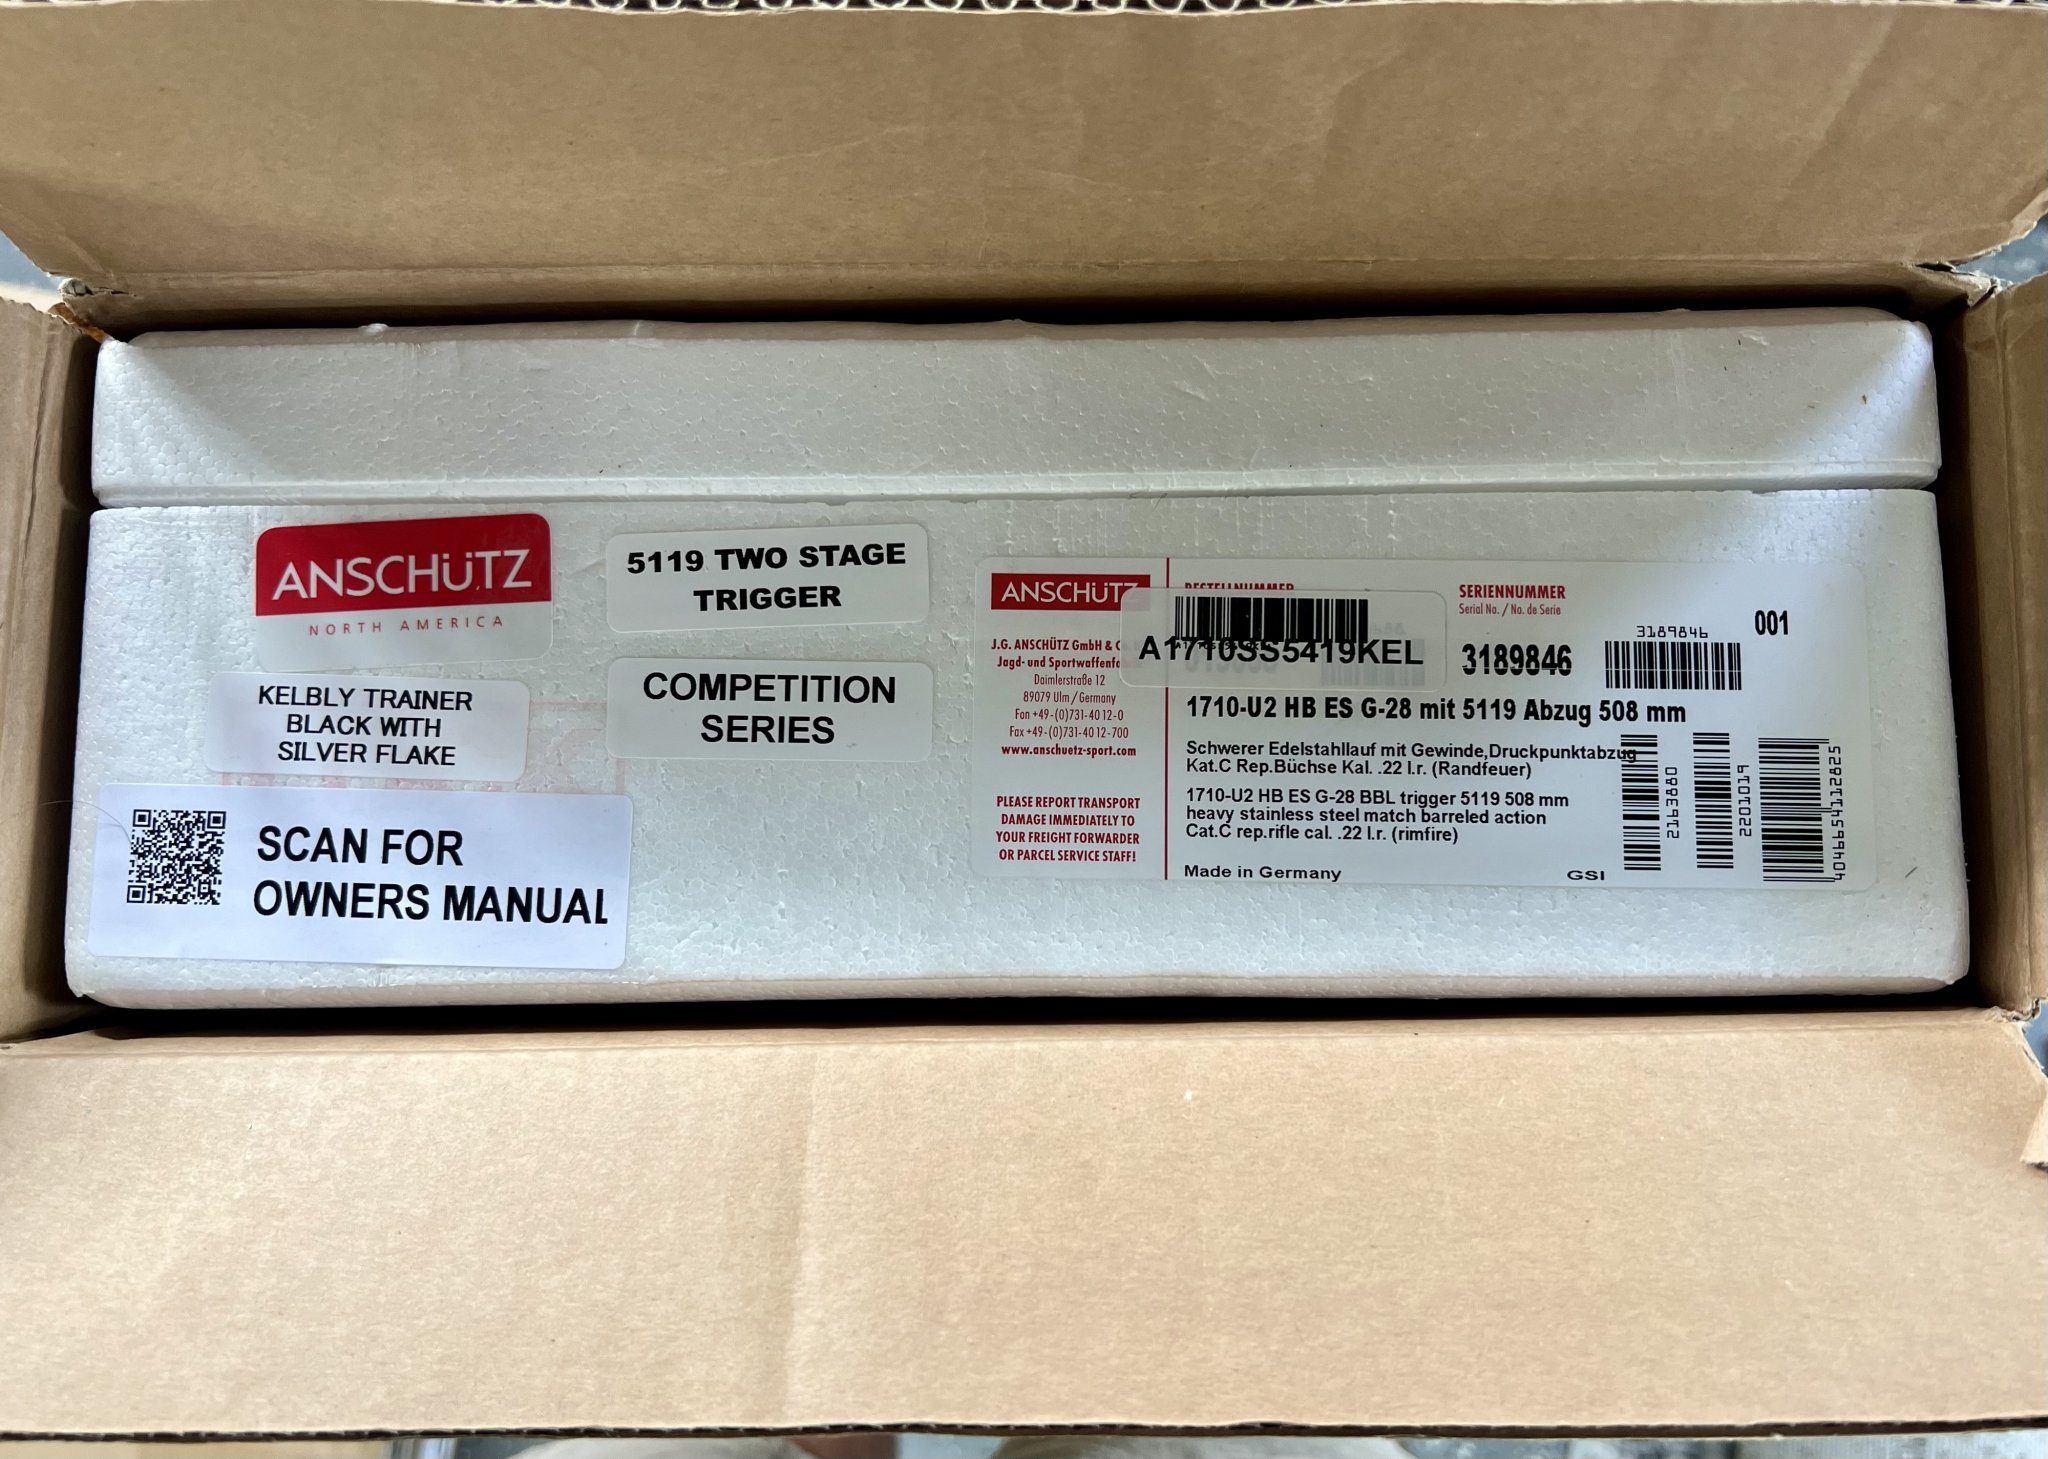 ANSCHÜTZ
NORTH AMERICA
KELBLY TRAINER
BLACK WITH
SILVER FLAKE
SCAN FOR
OWNERS MANUAL
5119 TWO STAGE
TRIGGER
COMPETITION
SERIES
ANSCHÜTZ
J.G. ANSCHÜTZ GmbH &
Jagd- und
Daimlerstraße 12
89079 Ulm / Germany
Fon +49-(0)731-40 12-0
Fax +49-(0)731-40 12-700
www.anschuetz-sport.com
PLEASE REPORT TRANSPORT
DAMAGE IMMEDIATELY TO
YOUR FREIGHT FORWARDER
OR PARCEL SERVICE STAFF!
BESTELLNUMMER
A1710SS5419KEL
SERIENNUMMER
Serial No. / No. de Serie
3189846
3189846
001
1710-U2 HB ES G-28 mit 5119 Abzug 508 mm
Schwerer Edelstahllauf mit Gewinde,Druckpunktabzug
Kat.C Rep.Büchse Kal. .22 l.r. (Randfeuer)
1710-U2 HB ES G-28 BBL trigger 5119 508 mm
heavy stainless steel match barreled action
Cat.C rep.rifle cal. .22 l.r. (rimfire)
Made in Germany
GSI
2163880
2201019
4046654112825